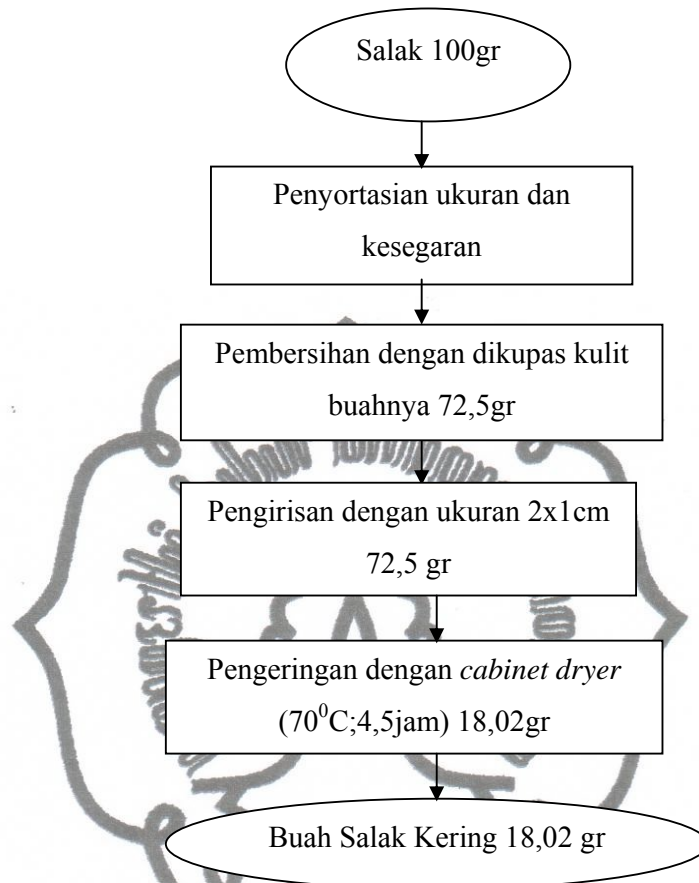 Salak 100gr
Penyortasian ukuran dan
kesegaran
Pembersihan dengan dikupas kulit
buahnya 72,5gr
Pengirisan dengan ukuran 2x1cm
72,5 gr
Pengeringan dengan cabinet dryer
(70⁰C;4,5jam) 18,02gr
Buah Salak Kering 18,02 gr